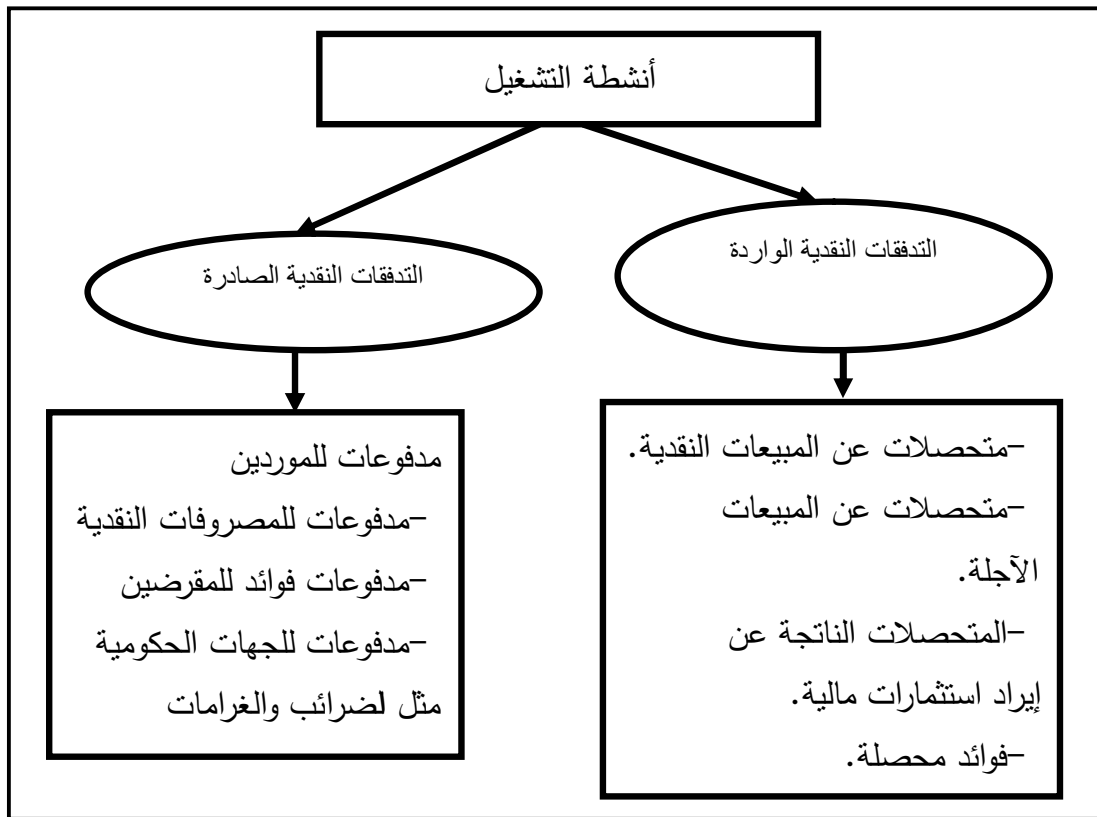 أنشطة التشغيل
التدفقات النقدية الواردة
التدفقات النقدية الصادرة
–متحصلات عن المبيعات النقدية.
–متحصلات عن المبيعات
الآجلة.
–المتحصلات الناتجة عن
إيراد استثمارات مالية.
–فوائد محصلة.
مدفوعات للموردين
–مدفوعات للمصروفات النقدية
–مدفوعات فوائد للمقرضين
–مدفوعات للجهات الحكومية
مثل لضرائب والغرامات